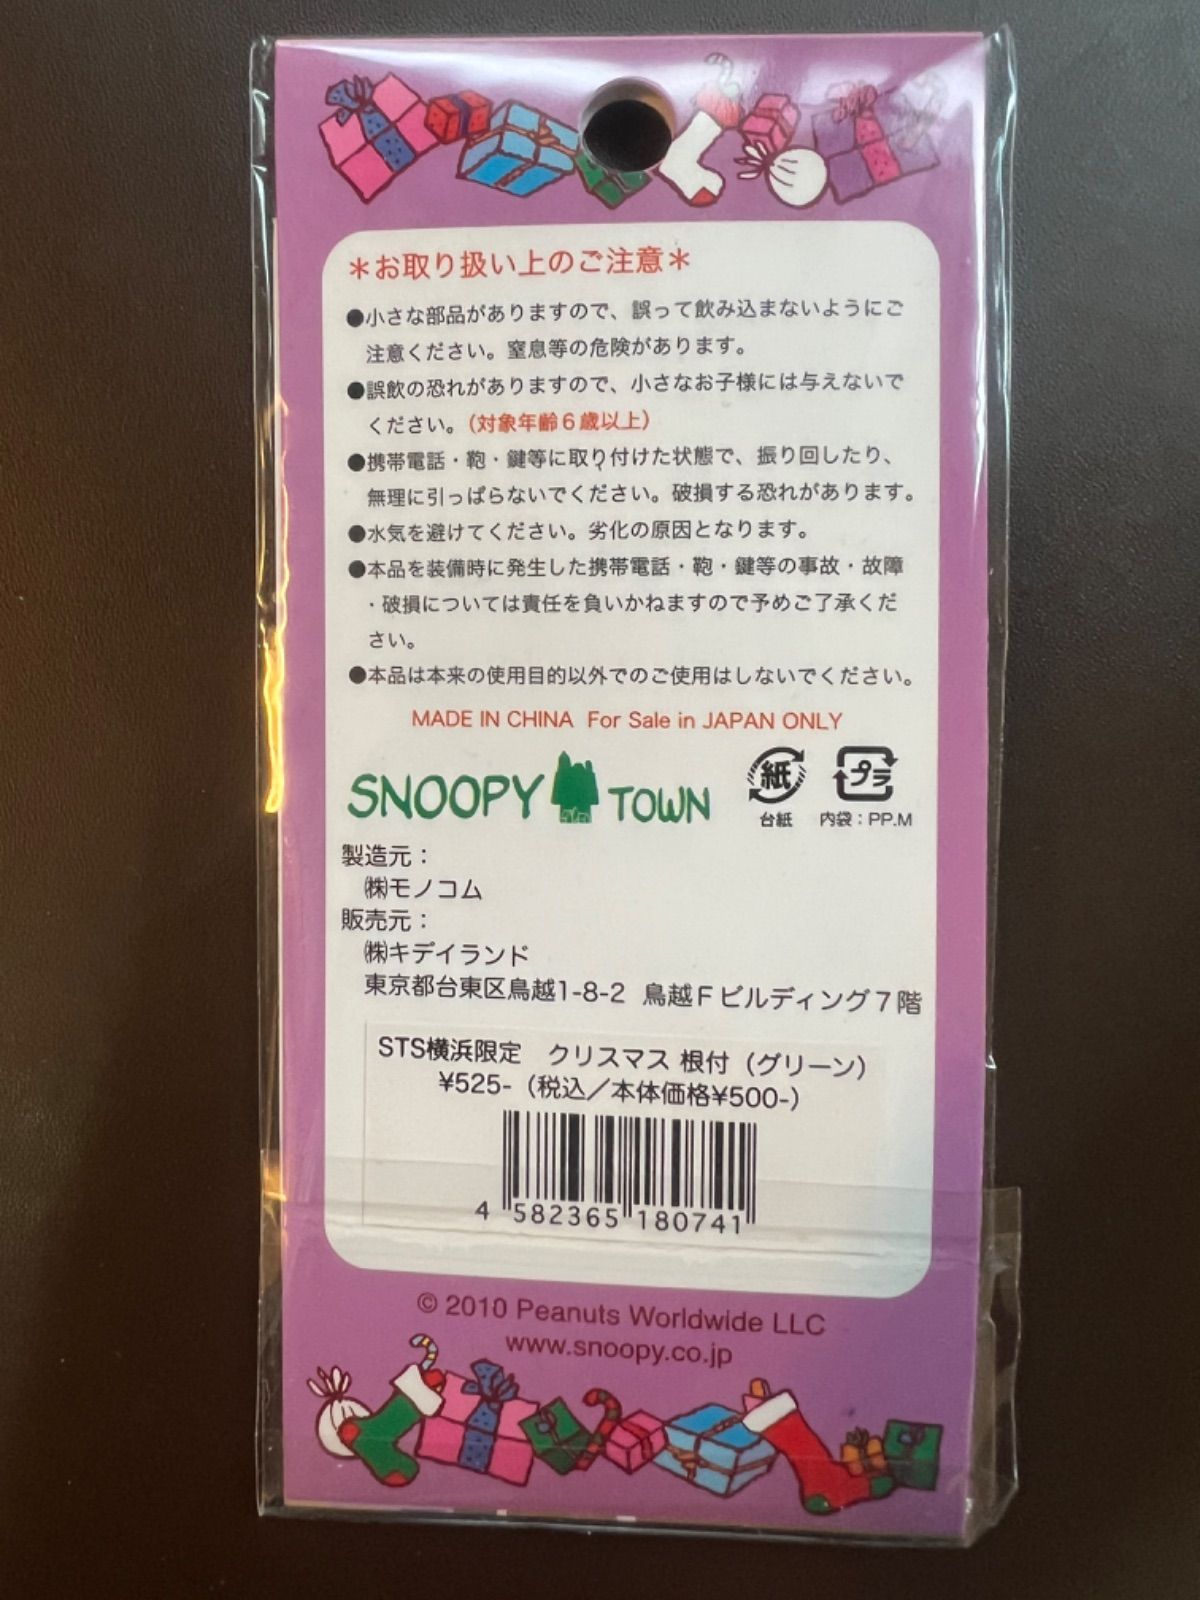 ＊お取り扱い上のご注意＊
●小さな部品がありますので、誤って飲み込まないようにご
注意ください。窒息等の危険があります。
●誤飲の恐れがありますので、小さなお子様には与えないで
ください。（対象年齢６歳以上）
●携帯電話・鞄・鍵等に取り付けた状態で、振り回したり、
無理に引っぱらないでください。破損する恐れがあります。
●水気を避けてください。劣化の原因となります。
●本品を装備時に発生した携帯電話・鞄・鍵等の事故・故障
・破損については責任を負いかねますので予めご了承くだ
さい。
●本品は本来の使用目的以外でのご使用はしないでください。
MADE IN CHINA For Sale in JAPAN ONLY
SNOOPY TOWN
紙 プラ
台紙 内袋：PP.M
製造元：
㈱モノコム
販売元：
㈱キデイランド
東京都台東区鳥越1-8-2 鳥越Ｆビルディング７階
STS横浜限定 クリスマス 根付（グリーン）
¥525-（税込／本体価格¥500-）
4 582365 180741
© 2010 Peanuts Worldwide LLC
www.snoopy.co.jp